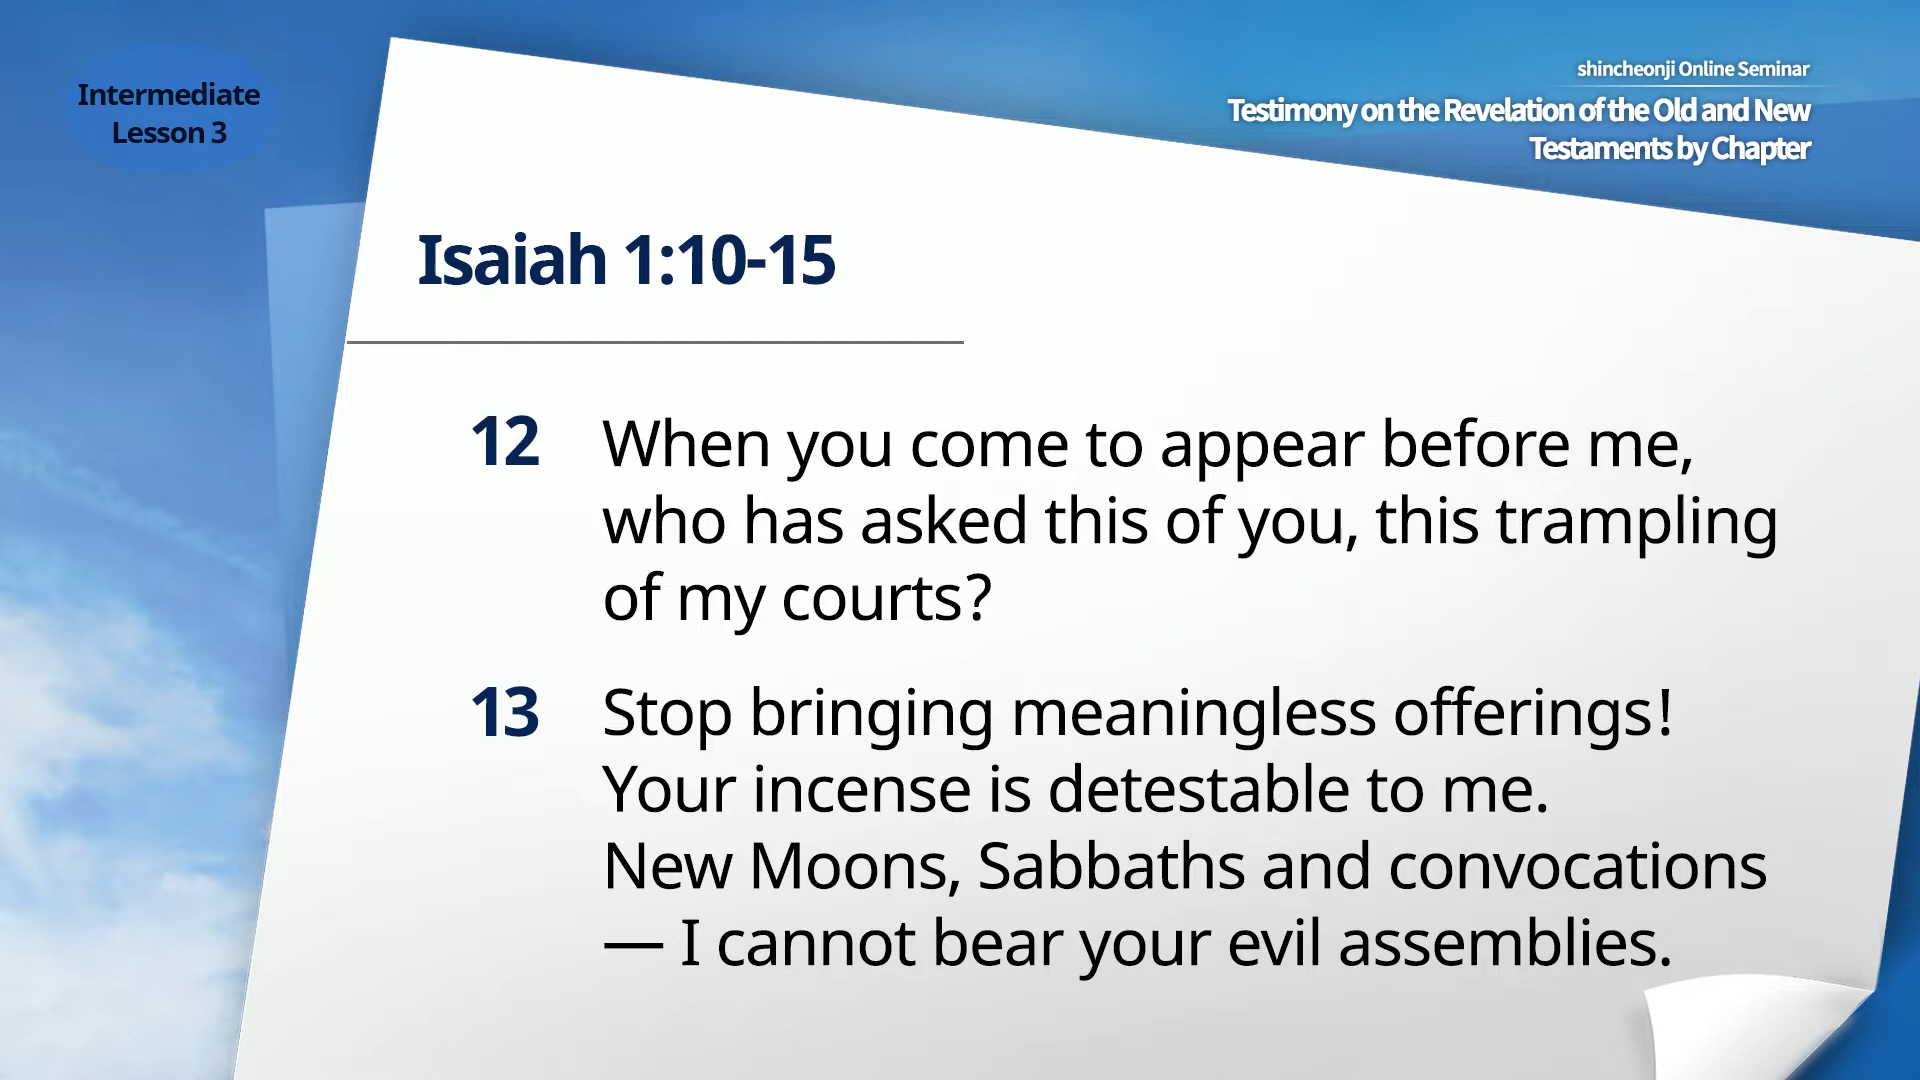 Intermediate
Lesson 3
shincheonji Online Seminar
Testimony on the Revelation of the Old and New
Testaments by Chapter
Isaiah 1:10-15
12 When you come to appear before me,
who has asked this of you, this trampling
of my courts?
13 Stop bringing meaningless offerings!
Your incense is detestable to me.
New Moons, Sabbaths and convocations
— I cannot bear your evil assemblies.